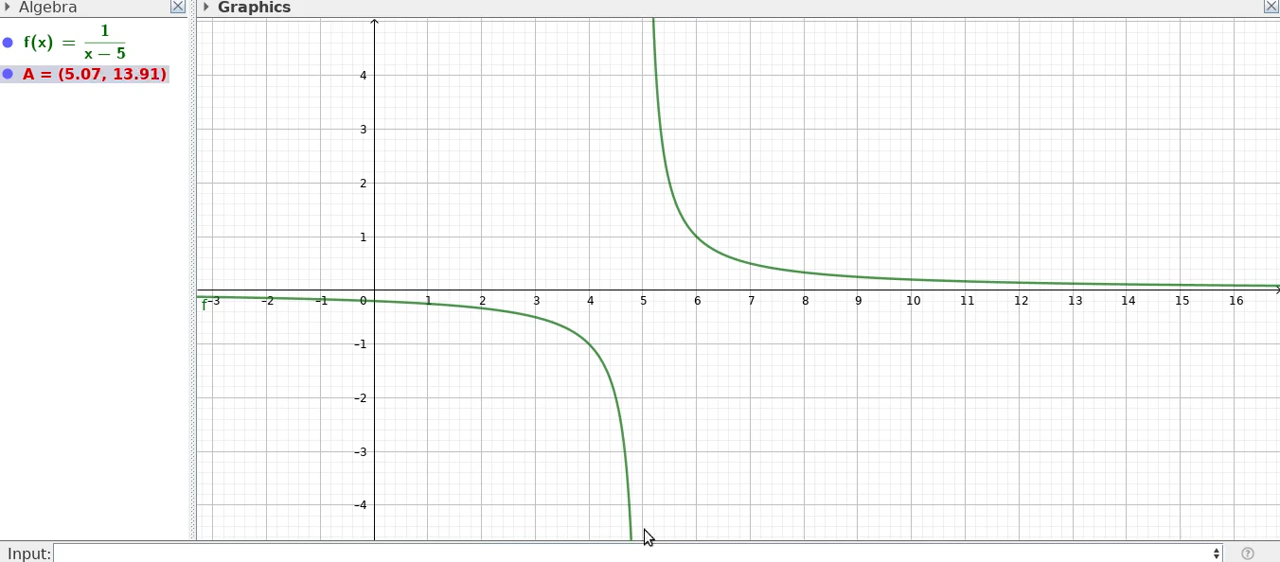 Algebra
Graphics
f(x) = 1 / (x − 5)
A = (5.07, 13.91)
4
3
2
1
f
–3 –2 –1 0 1 2 3 4 5 6 7 8 9 10 11 12 13 14 15 16
–1
–2
–3
–4
Input:
?